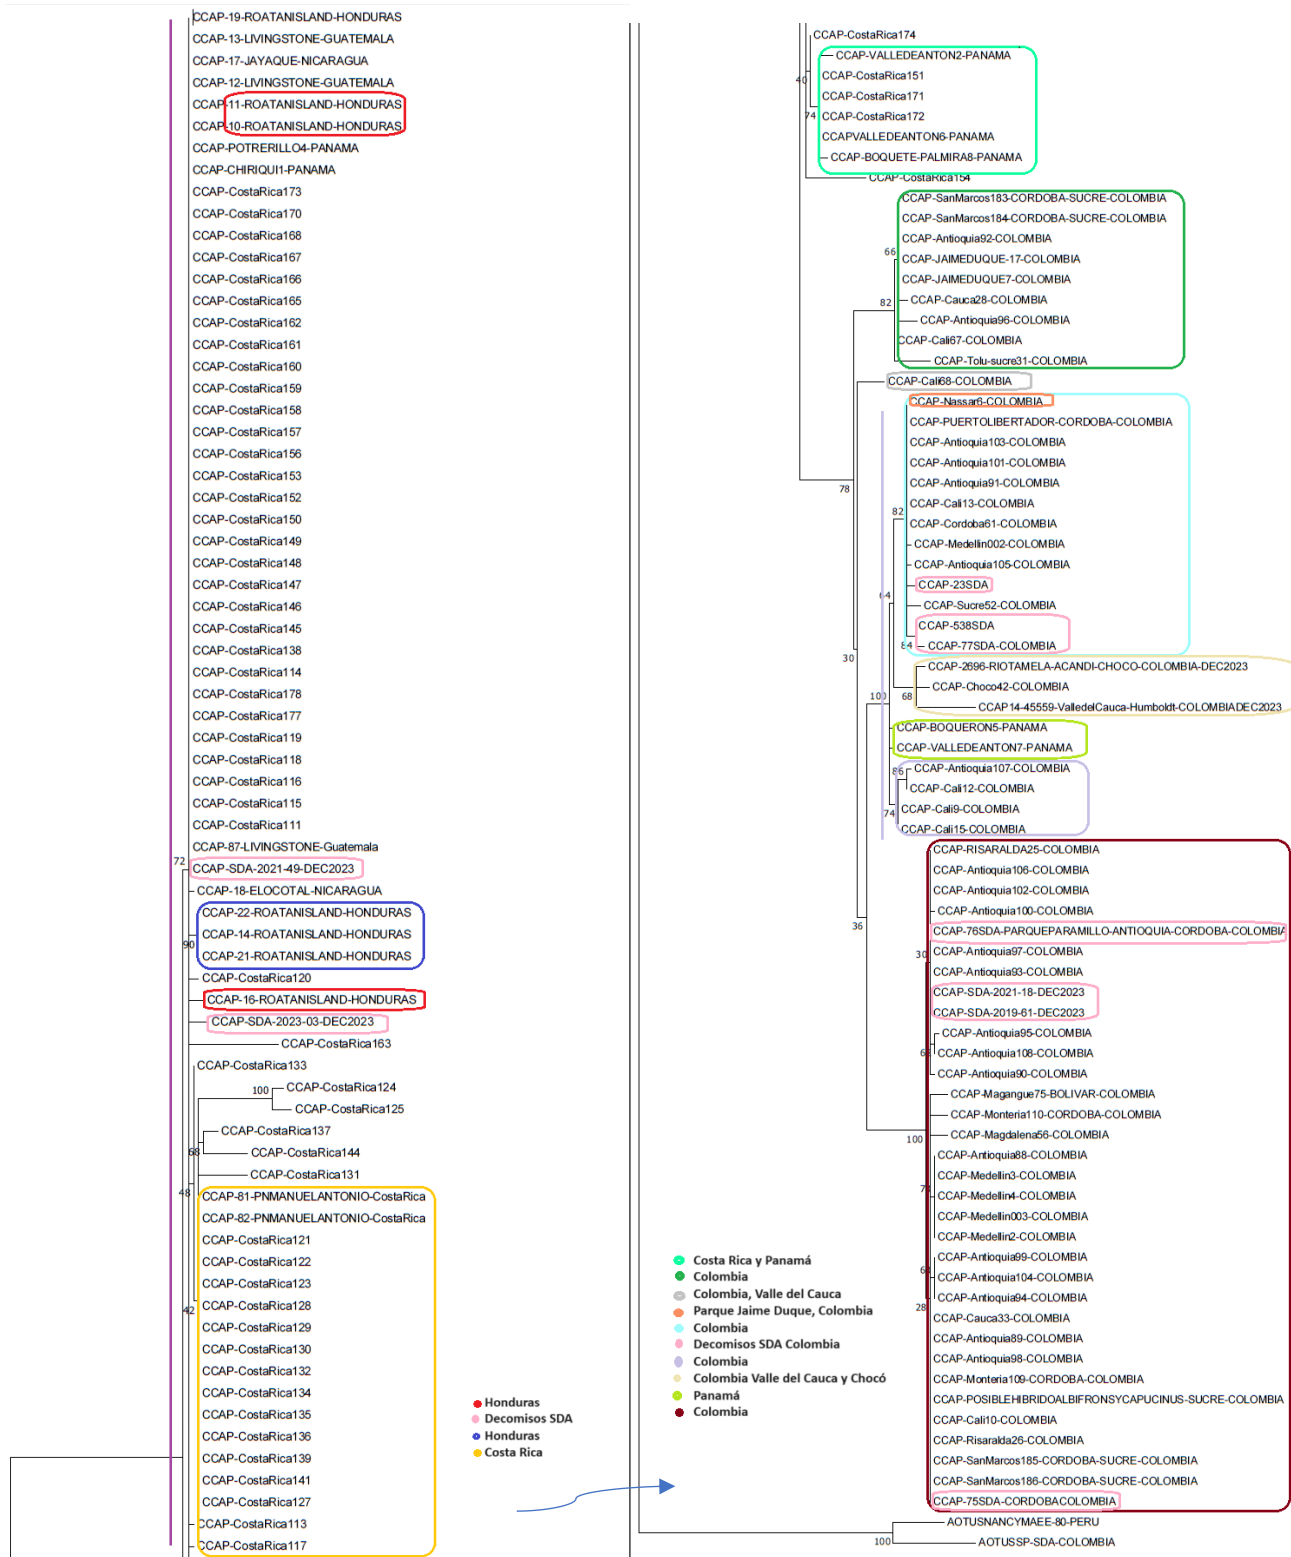 CCAP-19-ROATANISLAND-HONDURAS
CCAP-13-LIVINGSTONE-GUATEMALA
CCAP-17-JAYAQUE-NICARAGUA
CCAP-12-LIVINGSTONE-GUATEMALA
CCAP-11-ROATANISLAND-HONDURAS
CCAP-10-ROATANISLAND-HONDURAS
CCAP-POTRERILLO4-PANAMA
CCAP-CHIRIQUI1-PANAMA
CCAP-CostaRica173
CCAP-CostaRica170
CCAP-CostaRica168
CCAP-CostaRica167
CCAP-CostaRica166
CCAP-CostaRica165
CCAP-CostaRica162
CCAP-CostaRica161
CCAP-CostaRica160
CCAP-CostaRica159
CCAP-CostaRica158
CCAP-CostaRica157
CCAP-CostaRica156
CCAP-CostaRica153
CCAP-CostaRica152
CCAP-CostaRica150
CCAP-CostaRica149
CCAP-CostaRica148
CCAP-CostaRica147
CCAP-CostaRica146
CCAP-CostaRica145
CCAP-CostaRica138
CCAP-CostaRica114
CCAP-CostaRica178
CCAP-CostaRica177
CCAP-CostaRica119
CCAP-CostaRica118
CCAP-CostaRica116
CCAP-CostaRica115
CCAP-CostaRica111
CCAP-87-LIVINGSTONE-Guatemala
72
CCAP-SDA-2021-49-DEC2023
CCAP-18-ELOCOTAL-NICARAGUA
CCAP-22-ROATANISLAND-HONDURAS
CCAP-14-ROATANISLAND-HONDURAS
90
CCAP-21-ROATANISLAND-HONDURAS
CCAP-CostaRica120
CCAP-16-ROATANISLAND-HONDURAS
CCAP-SDA-2023-03-DEC2023
CCAP-CostaRica163
CCAP-CostaRica133
100
CCAP-CostaRica124
CCAP-CostaRica125
CCAP-CostaRica137
68
CCAP-CostaRica144
CCAP-CostaRica131
48
CCAP-81-PNMANUELANTONIO-CostaRica
CCAP-82-PNMANUELANTONIO-CostaRica
CCAP-CostaRica121
CCAP-CostaRica122
CCAP-CostaRica123
CCAP-CostaRica128
42
CCAP-CostaRica129
CCAP-CostaRica130
CCAP-CostaRica132
CCAP-CostaRica134
CCAP-CostaRica135
CCAP-CostaRica136
CCAP-CostaRica139
CCAP-CostaRica141
CCAP-CostaRica127
CCAP-CostaRica113
CCAP-CostaRica117
Honduras
Decomisos SDA
Honduras
Costa Rica
CCAP-CostaRica174
CCAP-VALLEDEANTON2-PANAMA
40
CCAP-CostaRica151
CCAP-CostaRica171
74
CCAP-CostaRica172
CCAPVALLEDEANTON6-PANAMA
CCAP-BOQUETE-PALMIRA8-PANAMA
CCAP-CostaRica154
CCAP-SanMarcos183-CORDOBA-SUCRE-COLOMBIA
CCAP-SanMarcos184-CORDOBA-SUCRE-COLOMBIA
CCAP-Antioquia92-COLOMBIA
66
CCAP-JAIMEDUQUE-17-COLOMBIA
CCAP-JAIMEDUQUE7-COLOMBIA
82
CCAP-Cauca28-COLOMBIA
CCAP-Antioquia96-COLOMBIA
CCAP-Cali67-COLOMBIA
CCAP-Tolu-sucre31-COLOMBIA
CCAP-Cali68-COLOMBIA
CCAP-Nassar6-COLOMBIA
CCAP-PUERTOLIBERTADOR-CORDOBA-COLOMBIA
CCAP-Antioquia103-COLOMBIA
CCAP-Antioquia101-COLOMBIA
78
CCAP-Antioquia91-COLOMBIA
CCAP-Cali13-COLOMBIA
82
CCAP-Cordoba61-COLOMBIA
CCAP-Medellin002-COLOMBIA
CCAP-Antioquia105-COLOMBIA
CCAP-23SDA
CCAP-Sucre52-COLOMBIA
CCAP-538SDA
84
CCAP-77SDA-COLOMBIA
30
CCAP-2696-RIOTAMELA-ACANDI-CHOCO-COLOMBIA-DEC2023
CCAP-Choco42-COLOMBIA
100
68
CCAP14-45559-ValledelCauca-Humboldt-COLOMBIADEC2023
CCAP-BOQUERON5-PANAMA
CCAP-VALLEDEANTON7-PANAMA
86
CCAP-Antioquia107-COLOMBIA
CCAP-Cali12-COLOMBIA
74
CCAP-Cali9-COLOMBIA
CCAP-Cali15-COLOMBIA
CCAP-RISARALDA25-COLOMBIA
CCAP-Antioquia106-COLOMBIA
CCAP-Antioquia102-COLOMBIA
CCAP-Antioquia100-COLOMBIA
36
CCAP-76SDA-PARQUEPARAMILLO-ANTIOQUIA-CORDOBA-COLOMBIA
30
CCAP-Antioquia97-COLOMBIA
CCAP-Antioquia93-COLOMBIA
CCAP-SDA-2021-18-DEC2023
CCAP-SDA-2019-61-DEC2023
CCAP-Antioquia95-COLOMBIA
CCAP-Antioquia108-COLOMBIA
CCAP-Antioquia90-COLOMBIA
CCAP-Magangue75-BOLIVAR-COLOMBIA
CCAP-Monteria110-CORDOBA-COLOMBIA
100
CCAP-Magdalena56-COLOMBIA
CCAP-Antioquia88-COLOMBIA
CCAP-Medellin3-COLOMBIA
CCAP-Medellin4-COLOMBIA
CCAP-Medellin003-COLOMBIA
CCAP-Medellin2-COLOMBIA
CCAP-Antioquia99-COLOMBIA
CCAP-Antioquia104-COLOMBIA
CCAP-Antioquia94-COLOMBIA
28
CCAP-Cauca33-COLOMBIA
CCAP-Antioquia89-COLOMBIA
CCAP-Antioquia98-COLOMBIA
CCAP-Monteria109-CORDOBA-COLOMBIA
CCAP-POSIBLEHIBRIDOALBIFRONSYCAPUCINUS-SUCRE-COLOMBIA
CCAP-Cali10-COLOMBIA
CCAP-Risaralda26-COLOMBIA
CCAP-SanMarcos185-CORDOBA-SUCRE-COLOMBIA
CCAP-SanMarcos186-CORDOBA-SUCRE-COLOMBIA
CCAP-75SDA-CORDOBACOLOMBIA
AOTUSNANCYMAEE-80-PERU
100
AOTUSSP-SDA-COLOMBIA
Costa Rica y Panamá
Colombia
Colombia, Valle del Cauca
Parque Jaime Duque, Colombia
Colombia
Decomisos SDA Colombia
Colombia
Colombia Valle del Cauca y Chocó
Panamá
Colombia